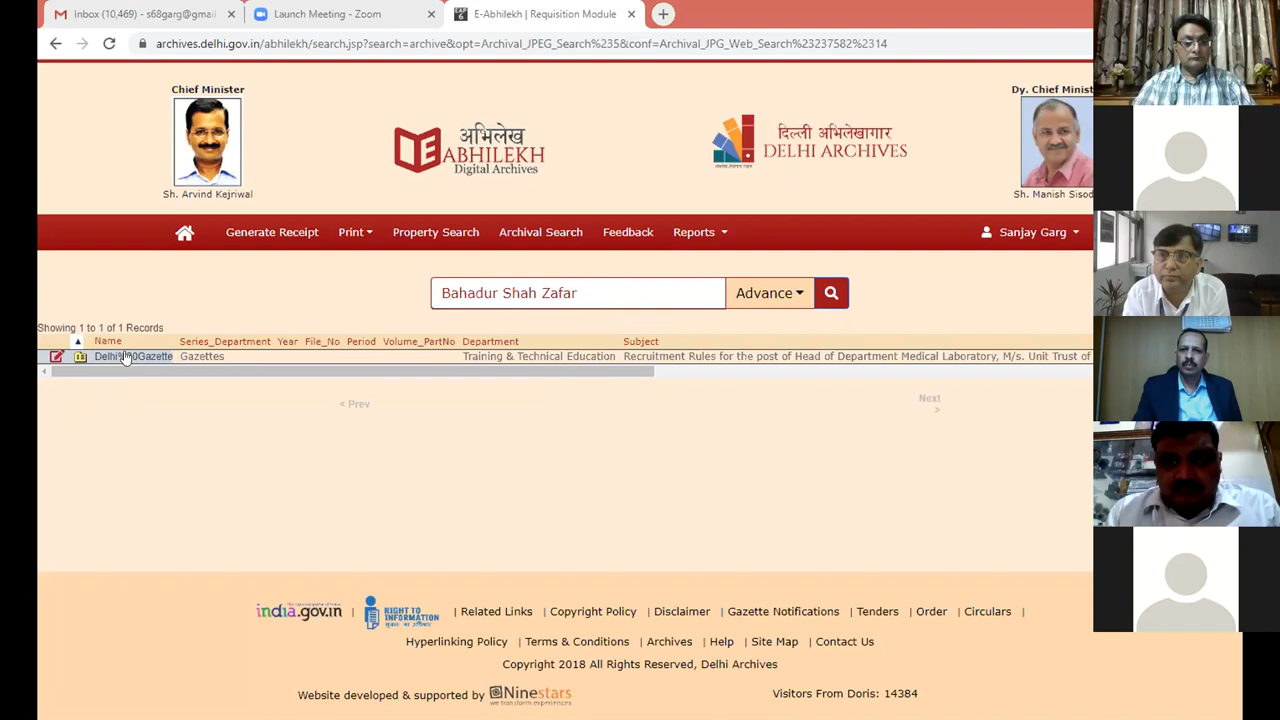 Inbox (10,469) - s68garg@gmai
Launch Meeting - Zoom
E-Abhilekh | Requisition Module
archives.delhi.gov.in/abhilekh/search.jsp?search=archive&opt=Archival_JPEG_Search%235&conf=Archival_JPG_Web_Search%23237582%2314
Chief Minister
Sh. Arvind Kejriwal
अभिलेख
ABHILEKH
Digital Archives
दिल्ली अभिलेखागार
DELHI ARCHIVES
Dy. Chief Minist
Sh. Manish Sisod
Generate Receipt Print Property Search Archival Search Feedback Reports Sanjay Garg
Bahadur Shah Zafar Advance
Showing 1 to 1 of 1 Records
Name Series_Department Year File_No Period Volume_PartNo Department Subject
Delhi%20Gazette Gazettes Training & Technical Education Recruitment Rules for the post of Head of Department Medical Laboratory, M/s. Unit Trust of
< Prev
Next
>
india.gov.in | RIGHT TO INFORMATION | Related Links | Copyright Policy | Disclaimer | Gazette Notifications | Tenders | Order | Circulars |
Hyperlinking Policy | Terms & Conditions | Archives | Help | Site Map | Contact Us
Copyright 2018 All Rights Reserved, Delhi Archives
Website developed & supported by Ninestars
we transform experiences
Visitors From Doris: 14384